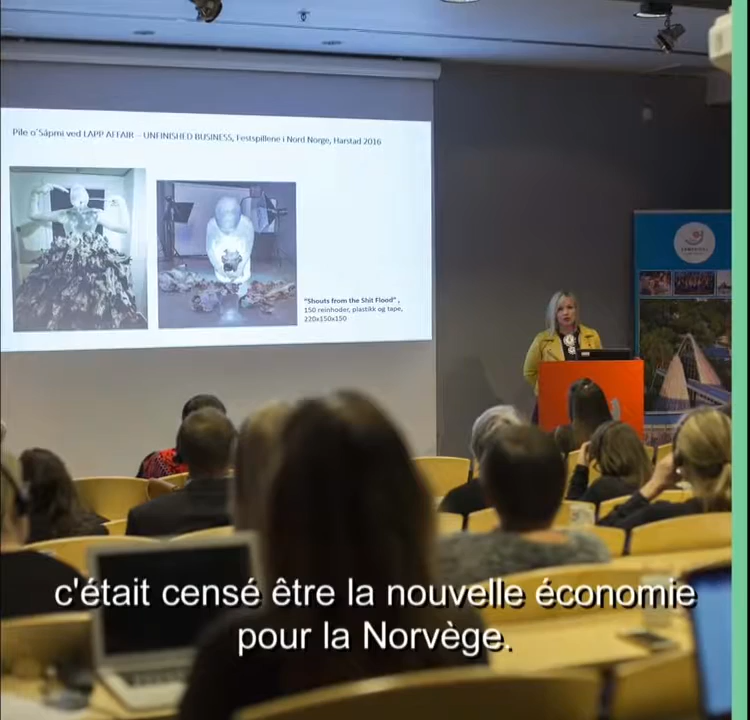 Pile o'Sápmi ved LAPP AFFAIR - UNFINISHED BUSINESS, Festspillene i Nord Norge, Harstad 2016
"Shouts from the Shit Flood" ,
150 reinhoder, plastikk og tape,
220x150x150
c'était censé être la nouvelle économie
pour la Norvège.